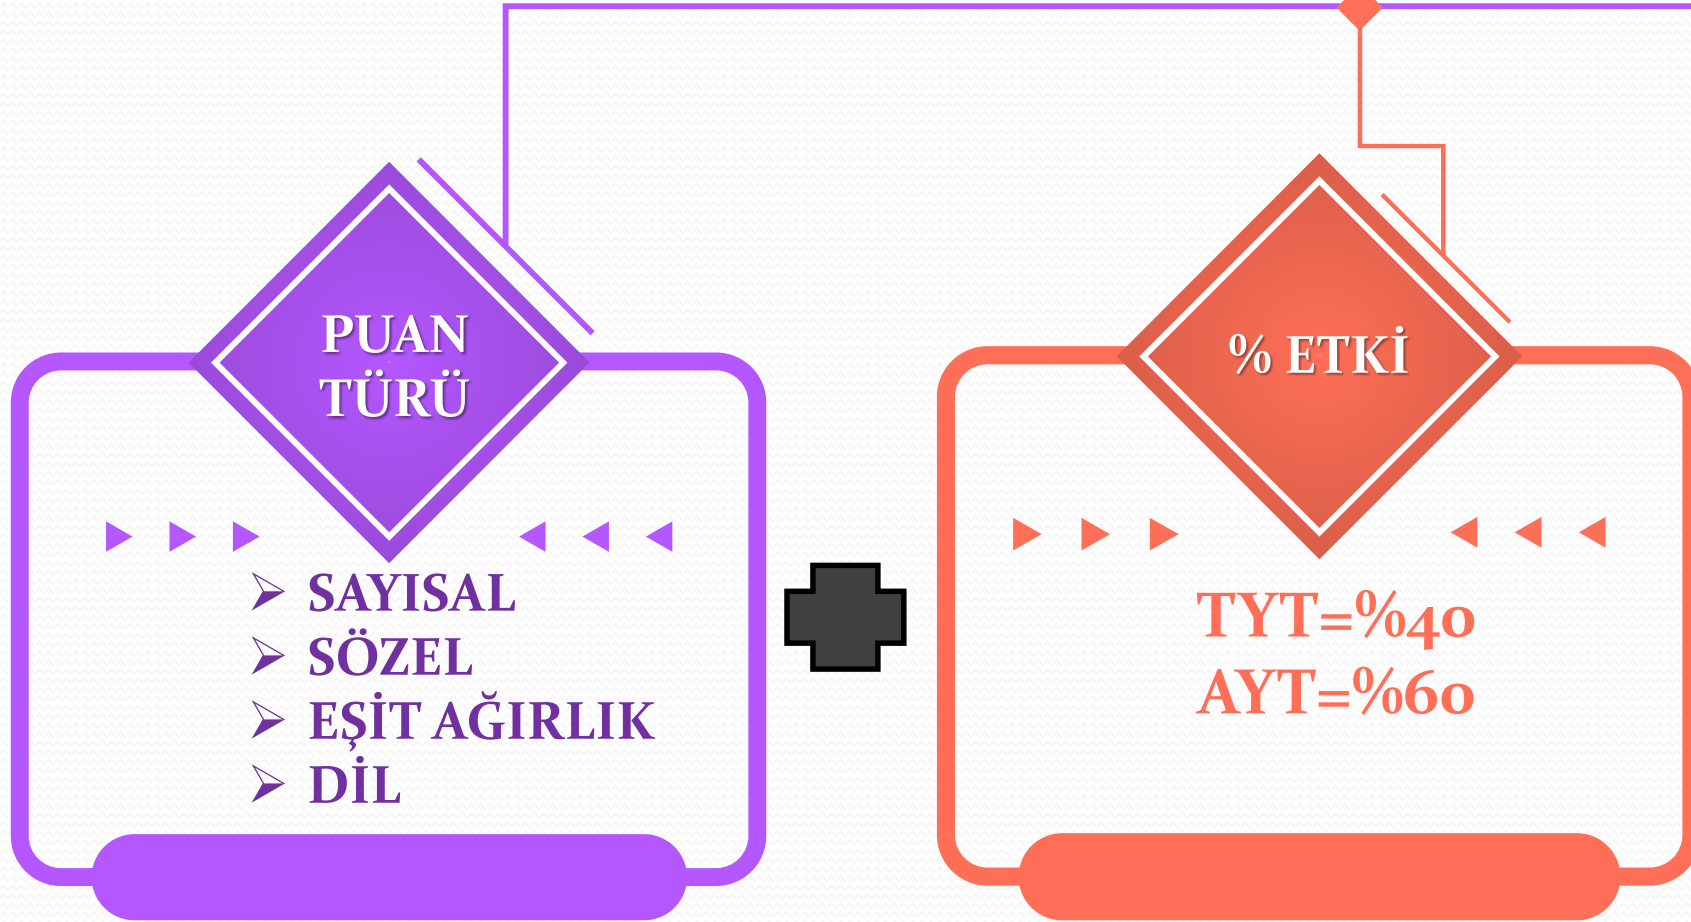 PUAN
TÜRÜ
➢ SAYISAL
➢ SÖZEL
➢ EŞİT AĞIRLIK
➢ DİL
% ETKİ
TYT=%40
AYT=%60